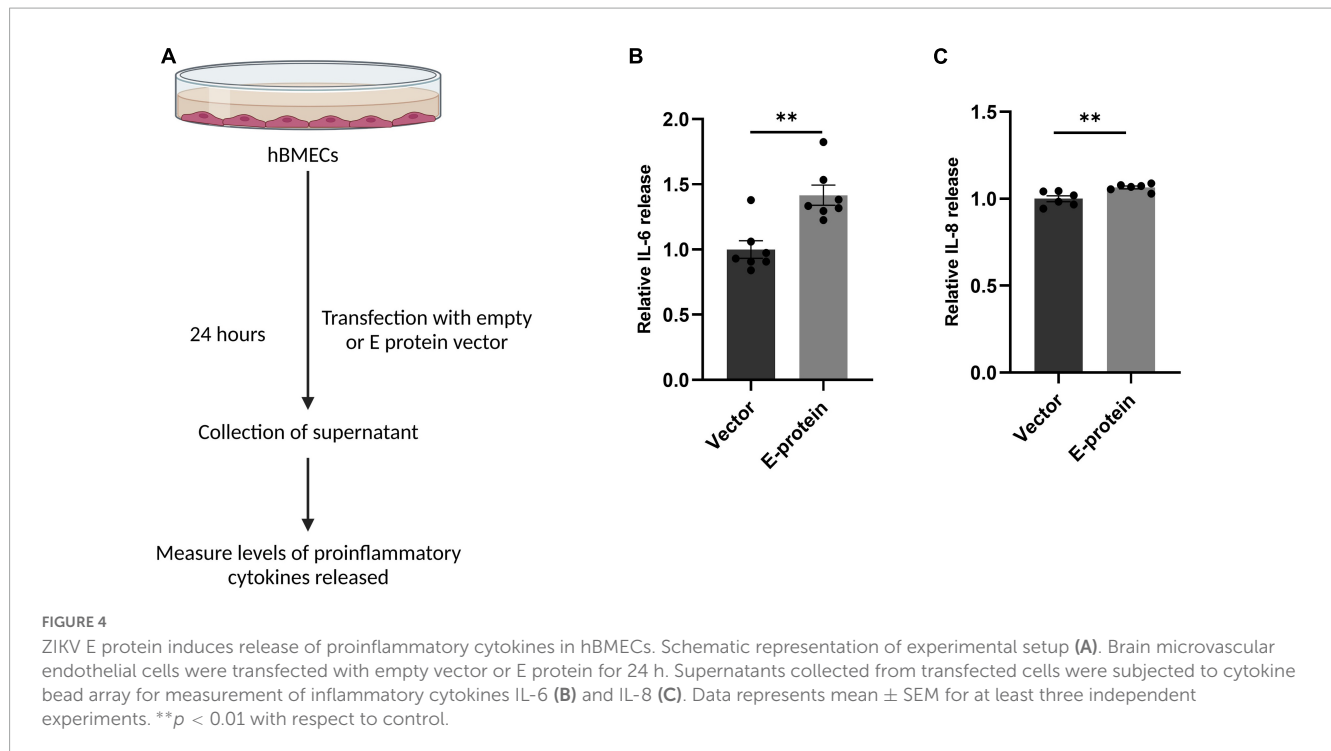 A
hBMECs
24 hours
Transfection with empty
or E protein vector
Collection of supernatant
Measure levels of proinflammatory
cytokines released
B
Relative IL-6 release
2.0
1.5
1.0
0.5
0.0
**
Vector
E-protein
C
Relative IL-8 release
1.5
1.0
0.5
0.0
**
Vector
E-protein
FIGURE 4
ZIKV E protein induces release of proinflammatory cytokines in hBMECs. Schematic representation of experimental setup (A). Brain microvascular
endothelial cells were transfected with empty vector or E protein for 24 h. Supernatants collected from transfected cells were subjected to cytokine
bead array for measurement of inflammatory cytokines IL-6 (B) and IL-8 (C). Data represents mean ± SEM for at least three independent
experiments. **p < 0.01 with respect to control.